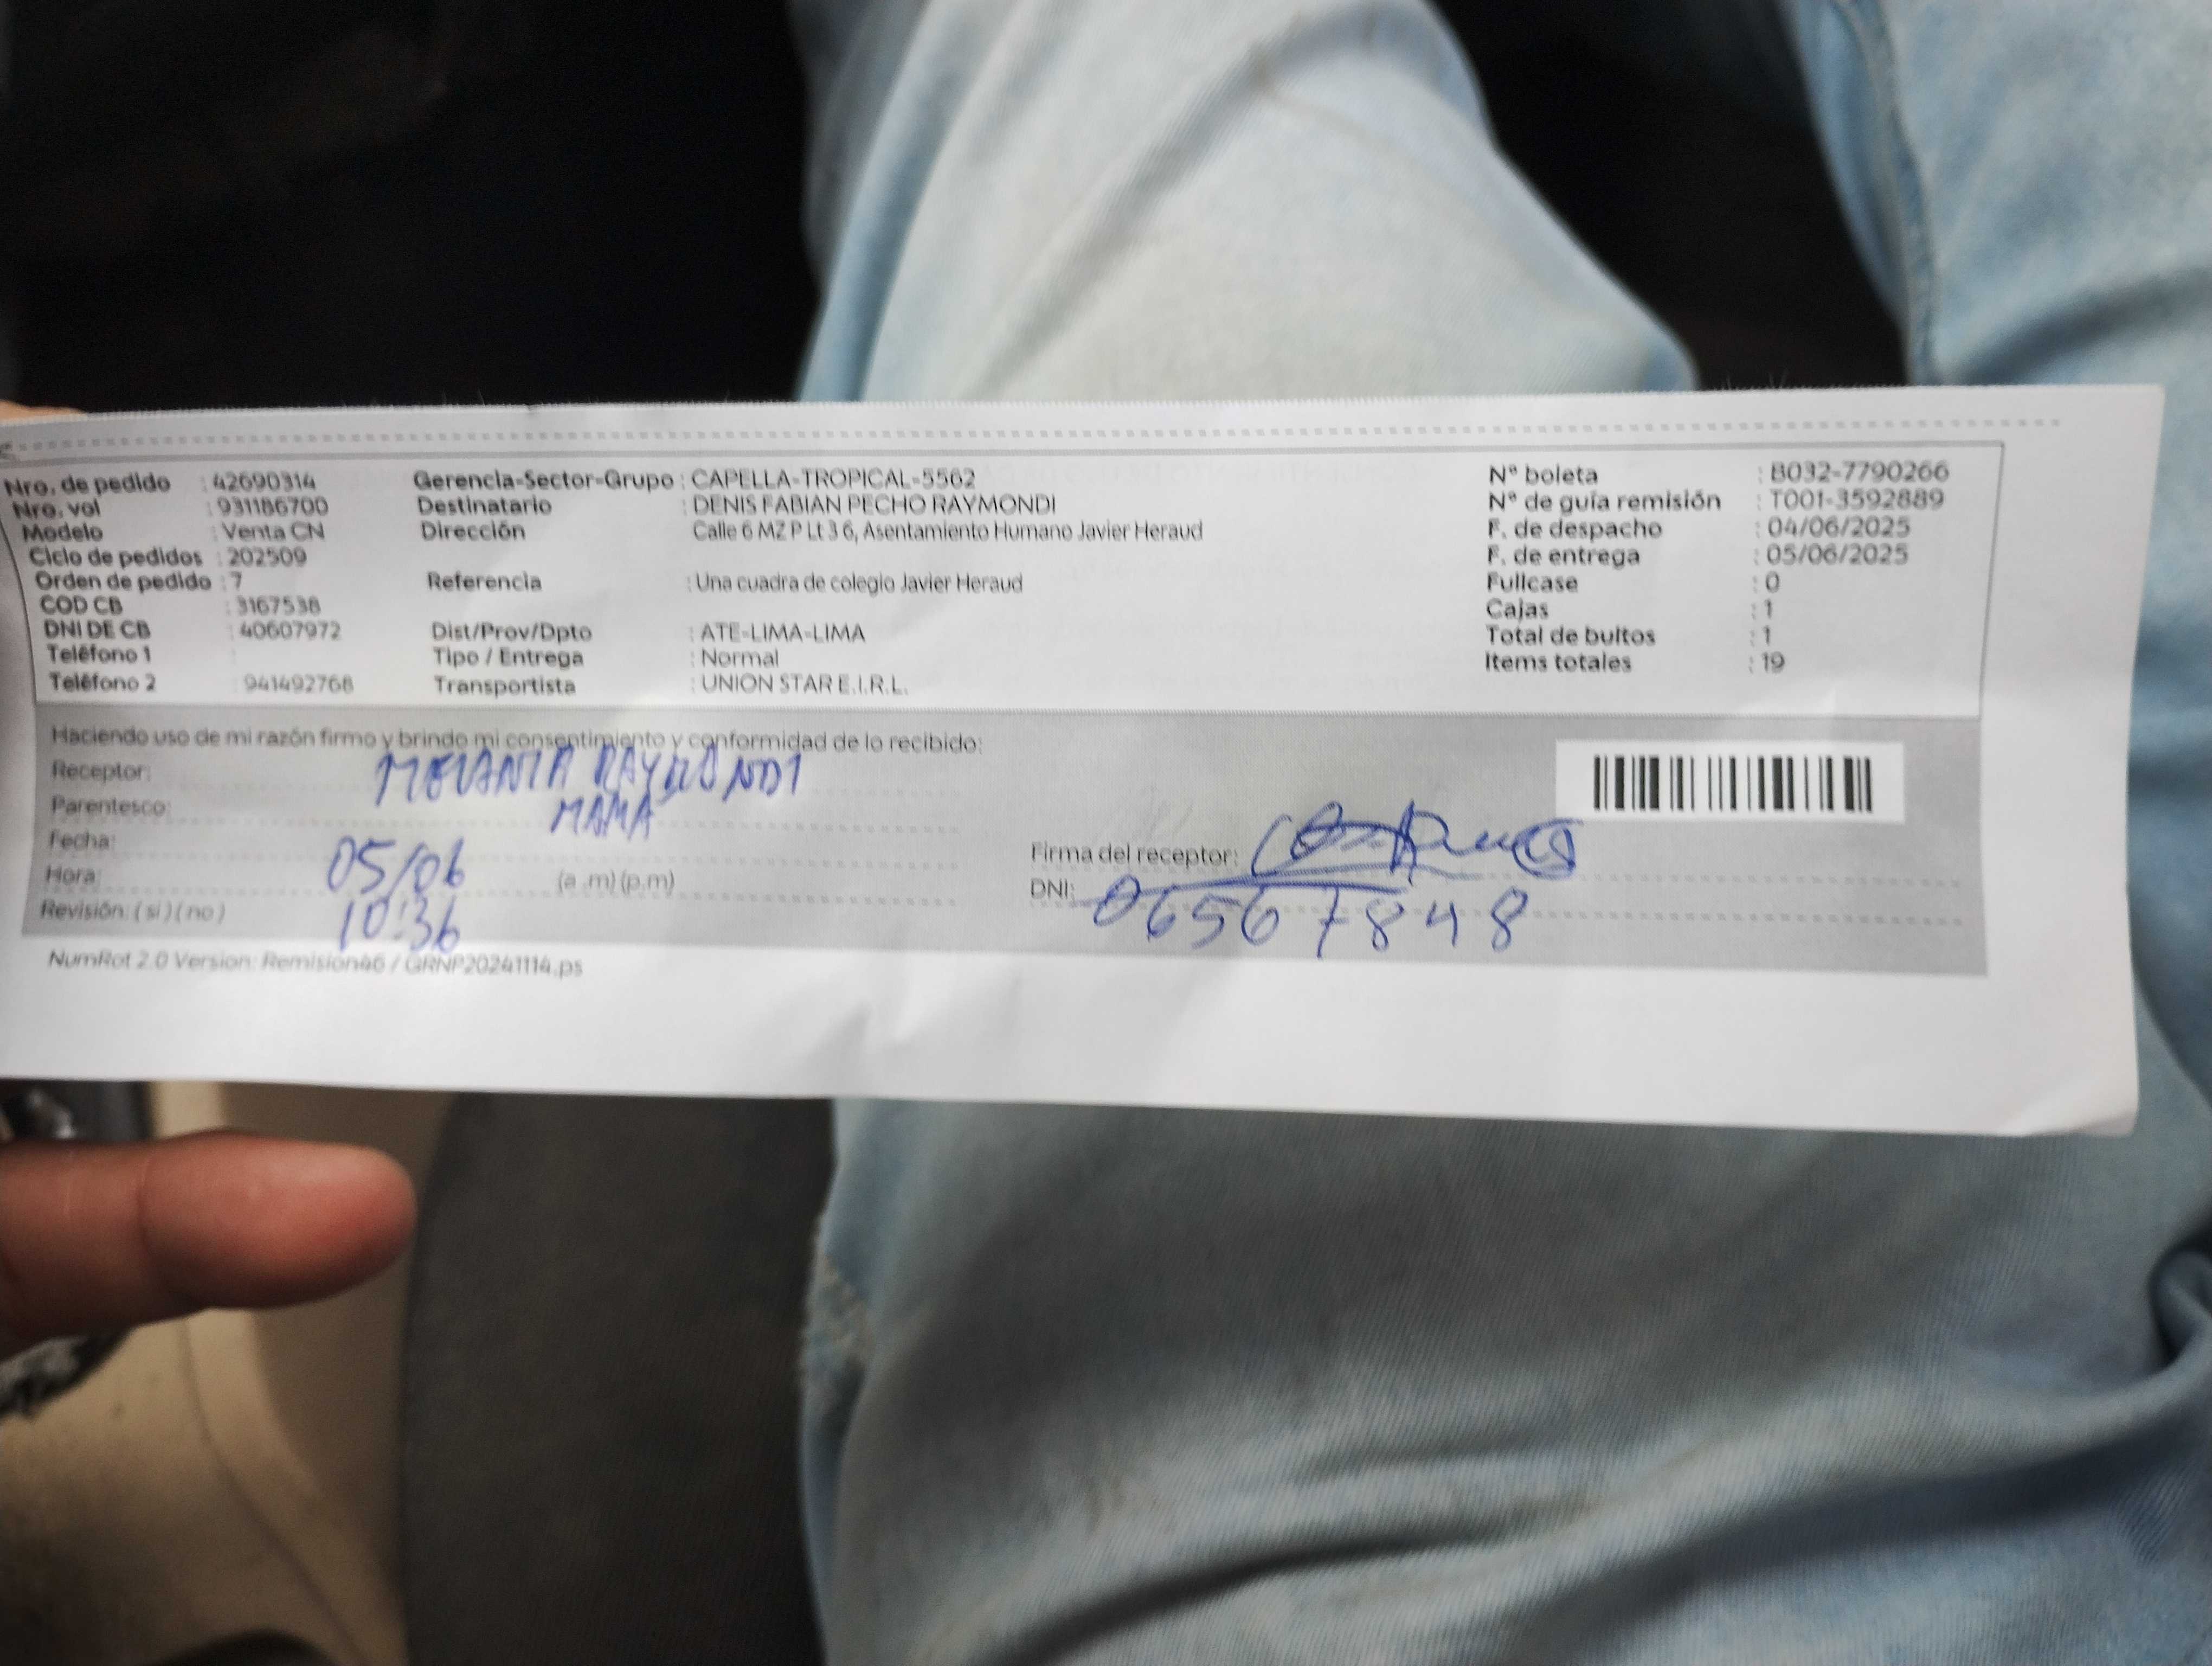 Nro. de pedido : 42690314 Gerencia-Sector-Grupo : CAPELLA-TROPICAL-5562 N° boleta : B032-7790266
Nro. vol : 931186700 Destinatario : DENIS FABIAN PECHO RAYMONDI N° de guía remisión : T001-3592889
Modelo : Venta CN Dirección Calle 6 MZ P Lt 3 6, Asentamiento Humano Javier Heraud F. de despacho : 04/06/2025
Ciclo de pedidos : 202509 F. de entrega : 05/06/2025
Orden de pedido : 7 Referencia : Una cuadra de colegio Javier Heraud Fullcase : 0
COD CB : 3167538 Cajas : 1
DNI DE CB : 40607972 Dist/Prov/Dpto : ATE-LIMA-LIMA Total de bultos : 1
Teléfono 1 : Tipo / Entrega : Normal Items totales : 19
Teléfono 2 : 941492768 Transportista : UNION STAR E.I.R.L.
Haciendo uso de mi razón firmo y brindo mi consentimiento y conformidad de lo recibido:
Receptor: MELANIA RAYMONDI
Parentesco: MAMA
Fecha: 05/06
Hora: 10:36 (a .m) (p.m)
Revisión: ( si ) ( no )
Firma del receptor:
DNI: 06567848
NumRot 2.0 Version: Remision46 / GRNP20241114.ps